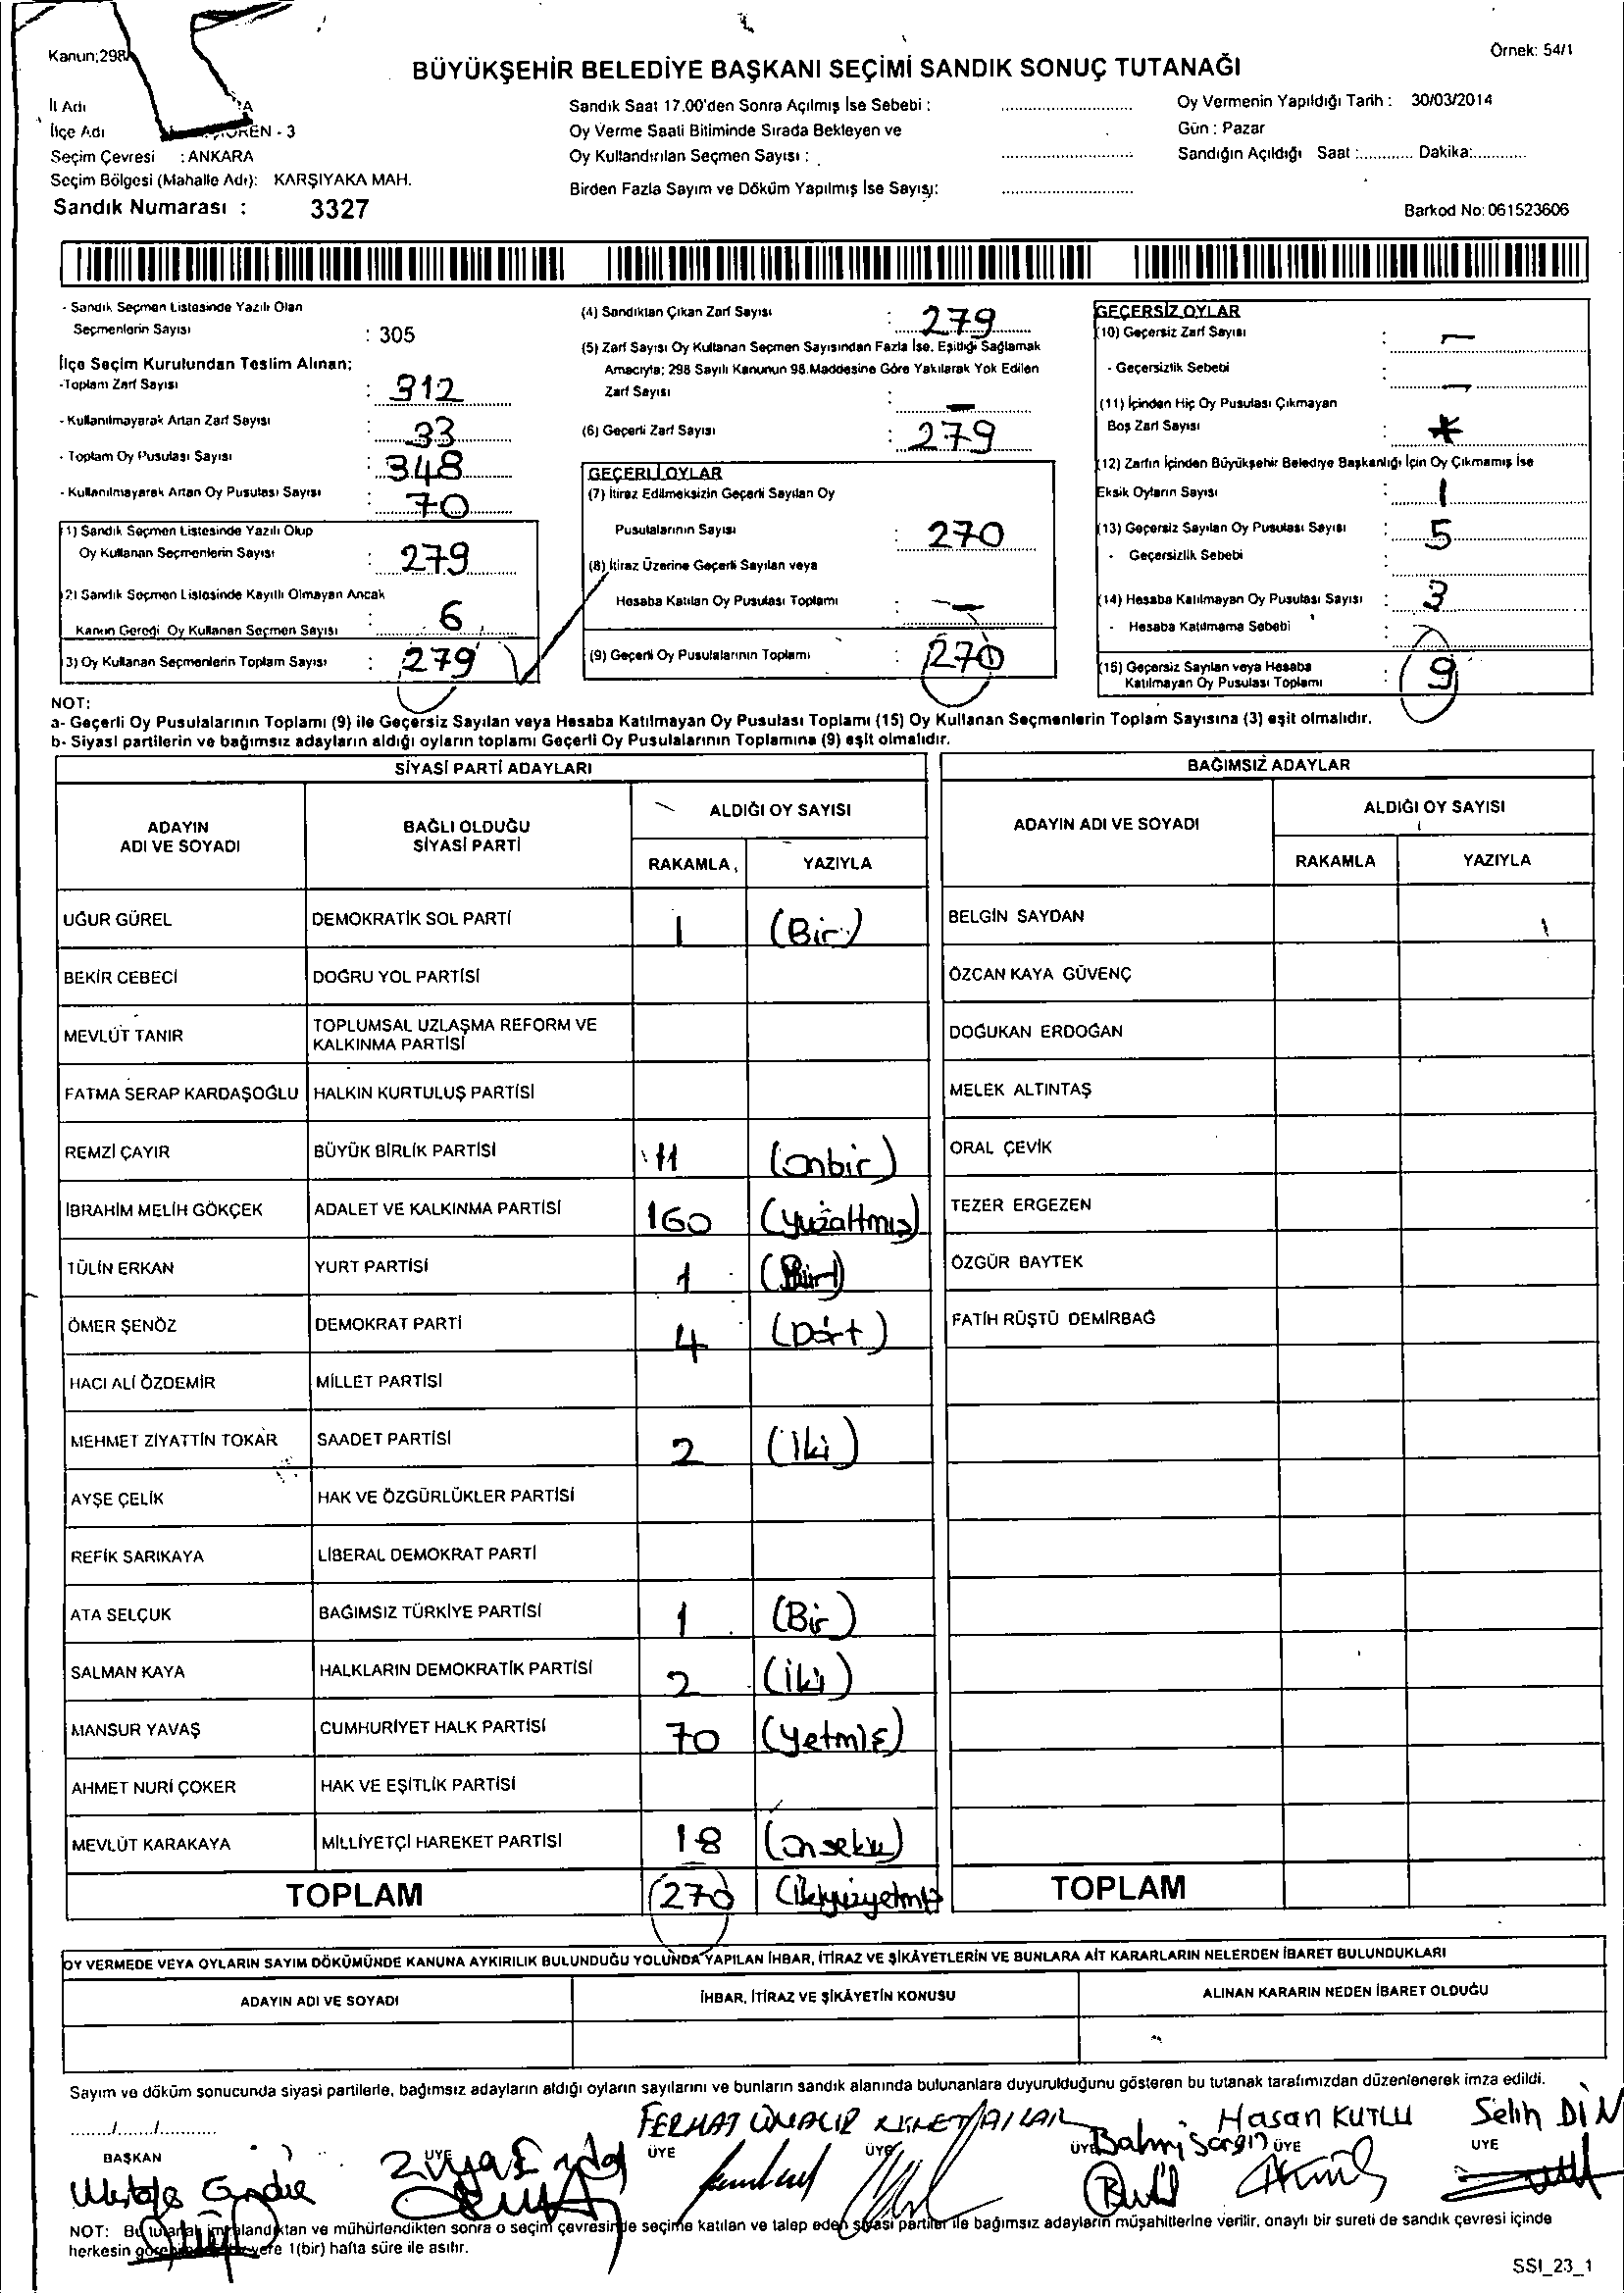 Kanun;298
Örnek: 54/1
BÜYÜKŞEHİR BELEDİYE BAŞKANI SEÇİMİ SANDIK SONUÇ TUTANAĞI
İl Adı
İlçe Adı ÖREN - 3
Seçim Çevresi : ANKARA
Seçim Bölgesi (Mahalle Adı): KARŞIYAKA MAH.
Sandık Numarası : 3327
Sandık Saat 17.00'den Sonra Açılmış İse Sebebi :
Oy Verme Saati Bitiminde Sırada Bekleyen ve
Oy Kullandırılan Seçmen Sayısı :
Birden Fazla Sayım ve Döküm Yapılmış İse Sayısı:
Oy Vermenin Yapıldığı Tarih : 30/03/2014
Gün : Pazar
Sandığın Açıldığı Saat :............ Dakika:............
Barkod No: 061523606
- Sandık Seçmen Listesinde Yazılı Olan
Seçmenlerin Sayısı : 305
İlçe Seçim Kurulundan Teslim Alınan;
-Toplam Zarf Sayısı : 312
- Kullanılmayarak Artan Zarf Sayısı : 33
- Toplam Oy Pusulası Sayısı : 348
- Kullanılmayarak Artan Oy Pusulası Sayısı : 70
1) Sandık Seçmen Listesinde Yazılı Olup
Oy Kullanan Seçmenlerin Sayısı : 279
2) Sandık Seçmen Listesinde Kayıtlı Olmayan Ancak
Kanun Gereği Oy Kullanan Seçmen Sayısı : 6
3) Oy Kullanan Seçmenlerin Toplam Sayısı : 279
(4) Sandıktan Çıkan Zarf Sayısı : 279
(5) Zarf Sayısı Oy Kullanan Seçmen Sayısından Fazla İse, Eşitliği Sağlamak
Amacıyla; 298 Sayılı Kanunun 98.Maddesine Göre Yakılarak Yok Edilen
Zarf Sayısı : –
(6) Geçerli Zarf Sayısı : 279
GEÇERLİ OYLAR
(7) İtiraz Edilmeksizin Geçerli Sayılan Oy
Pusulalarının Sayısı : 270
(8) İtiraz Üzerine Geçerli Sayılan veya
Hesaba Katılan Oy Pusulası Toplamı : –
(9) Geçerli Oy Pusulalarının Toplamı : 270
GEÇERSİZ OYLAR
(10) Geçersiz Zarf Sayısı : –
- Geçersizlik Sebebi : –
(11) İçinden Hiç Oy Pusulası Çıkmayan
Boş Zarf Sayısı :
(12) Zarfın İçinden Büyükşehir Belediye Başkanlığı İçin Oy Çıkmamış İse
Eksik Oyların Sayısı : 1
(13) Geçersiz Sayılan Oy Pusulası Sayısı : 5
- Geçersizlik Sebebi :
(14) Hesaba Katılmayan Oy Pusulası Sayısı : 3
- Hesaba Katılmama Sebebi :
(15) Geçersiz Sayılan veya Hesaba
Katılmayan Oy Pusulası Toplamı : 9
NOT:
a- Geçerli Oy Pusulalarının Toplamı (9) ile Geçersiz Sayılan veya Hesaba Katılmayan Oy Pusulası Toplamı (15) Oy Kullanan Seçmenlerin Toplam Sayısına (3) eşit olmalıdır.
b- Siyasi partilerin ve bağımsız adayların aldığı oyların toplamı Geçerli Oy Pusulalarının Toplamına (9) eşit olmalıdır.
SİYASİ PARTİ ADAYLARI
ADAYIN ADI VE SOYADI BAĞLI OLDUĞU SİYASİ PARTİ ALDIĞI OY SAYISI
RAKAMLA YAZIYLA
UĞUR GÜREL DEMOKRATİK SOL PARTİ 1 (Bir)
BEKİR CEBECİ DOĞRU YOL PARTİSİ
MEVLÜT TANIR TOPLUMSAL UZLAŞMA REFORM VE KALKINMA PARTİSİ
FATMA SERAP KARDAŞOĞLU HALKIN KURTULUŞ PARTİSİ
REMZİ ÇAYIR BÜYÜK BİRLİK PARTİSİ 11 (onbir)
İBRAHİM MELİH GÖKÇEK ADALET VE KALKINMA PARTİSİ 160 (yüzaltmış)
TÜLİN ERKAN YURT PARTİSİ 1 (Bir)
ÖMER ŞENÖZ DEMOKRAT PARTİ 4 (Dört)
HACI ALİ ÖZDEMİR MİLLET PARTİSİ
MEHMET ZİYATTİN TOKAR SAADET PARTİSİ 2 (iki)
AYŞE ÇELİK HAK VE ÖZGÜRLÜKLER PARTİSİ
REFİK SARIKAYA LİBERAL DEMOKRAT PARTİ
ATA SELÇUK BAĞIMSIZ TÜRKİYE PARTİSİ 1 (Bir)
SALMAN KAYA HALKLARIN DEMOKRATİK PARTİSİ 2 (iki)
MANSUR YAVAŞ CUMHURİYET HALK PARTİSİ 70 (yetmiş)
AHMET NURİ ÇOKER HAK VE EŞİTLİK PARTİSİ
MEVLÜT KARAKAYA MİLLİYETÇİ HAREKET PARTİSİ 18 (onsekiz)
TOPLAM 270 (ikiyüzyetmiş)
BAĞIMSIZ ADAYLAR
ADAYIN ADI VE SOYADI ALDIĞI OY SAYISI
RAKAMLA YAZIYLA
BELGİN SAYDAN
ÖZCAN KAYA GÜVENÇ
DOĞUKAN ERDOĞAN
MELEK ALTINTAŞ
ORAL ÇEVİK
TEZER ERGEZEN
ÖZGÜR BAYTEK
FATİH RÜŞTÜ DEMİRBAĞ
TOPLAM
OY VERMEDE VEYA OYLARIN SAYIM DÖKÜMÜNDE KANUNA AYKIRILIK BULUNDUĞU YOLUNDA YAPILAN İHBAR, İTİRAZ VE ŞİKÂYETLERİN VE BUNLARA AİT KARARLARIN NELERDEN İBARET BULUNDUKLARI
ADAYIN ADI VE SOYADI İHBAR, İTİRAZ VE ŞİKÂYETİN KONUSU ALINAN KARARIN NEDEN İBARET OLDUĞU
Sayım ve döküm sonucunda siyasi partilerle, bağımsız adayların aldığı oyların sayılarını ve bunların sandık alanında bulunanlara duyurulduğunu gösteren bu tutanak tarafımızdan düzenlenerek imza edildi.
....../....../............
FERHAT Hasan KUTLU Selin DİN
BAŞKAN ÜYE ÜYE ÜYE ÜYE ÜYE ÜYE
NOT: Bu tutanak imzalandıktan ve mühürlendikten sonra o seçim çevresinde seçime katılan ve talep eden siyasi partiler ile bağımsız adayların müşahitlerine verilir, onaylı bir sureti de sandık çevresi içinde
herkesin yere 1(bir) hafta süre ile asılır.
SSI_23_1